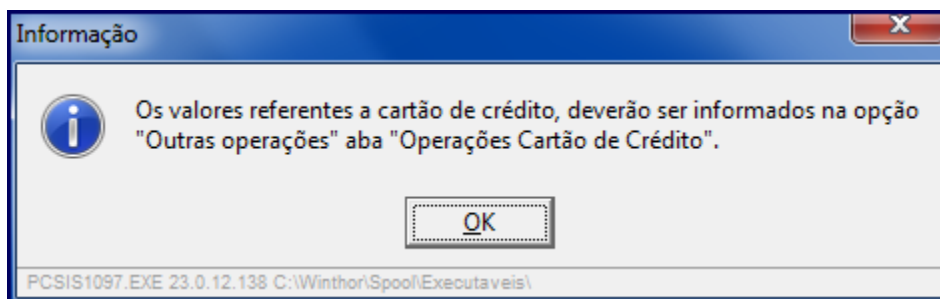 Informação
X
Os valores referentes a cartão de crédito, deverão ser informados na opção
"Outras operações" aba "Operações Cartão de Crédito".
OK
PCSIS1097.EXE 23.0.12.138 C:\Winthor\Spool\Executaveis\